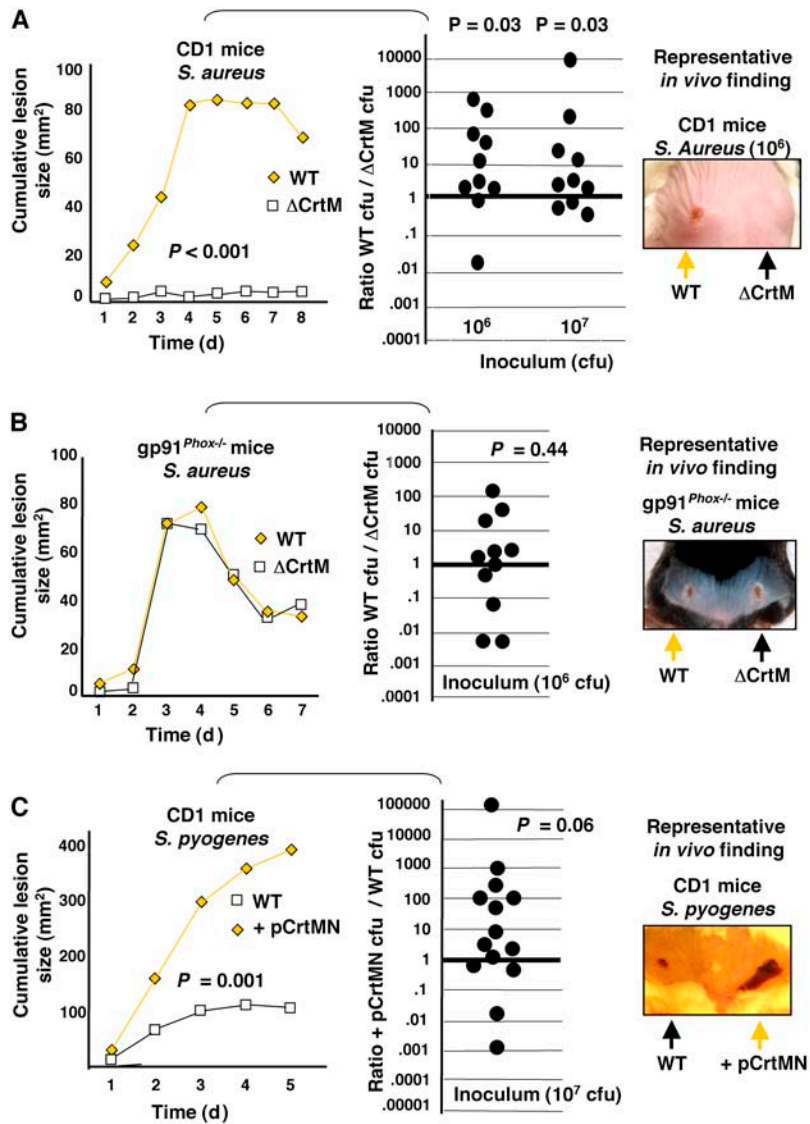 A
CD1 mice
S. aureus
Cumulative lesion
size (mm²)
100
80
60
40
20
0
WT
ΔCrtM
P < 0.001
1 2 3 4 5 6 7 8
Time (d)
P = 0.03 P = 0.03
Ratio WT cfu / ΔCrtM cfu
10000
1000
100
10
1
.1
.01
.001
.0001
10⁶ 10⁷
Inoculum (cfu)
Representative
in vivo finding
CD1 mice
S. Aureus (10⁶)
WT ΔCrtM
B
gp91Phox-/- mice
S. aureus
Cumulative lesion
size (mm²)
100
80
60
40
20
0
WT
ΔCrtM
1 2 3 4 5 6 7
Time (d)
P = 0.44
Ratio WT cfu / ΔCrtM cfu
10000
1000
100
10
1
.1
.01
.001
.0001
Inoculum (10⁶ cfu)
Representative
in vivo finding
gp91Phox-/- mice
S. aureus
WT ΔCrtM
C
CD1 mice
S. pyogenes
Cumulative lesion
size (mm²)
400
300
200
100
WT
+ pCrtMN
P = 0.001
1 2 3 4 5
Time (d)
P = 0.06
Ratio + pCrtMN cfu / WT cfu
100000
10000
1000
100
10
1
.1
.01
.001
.0001
.00001
Inoculum (10⁷ cfu)
Representative
in vivo finding
CD1 mice
S. pyogenes
WT + pCrtMN